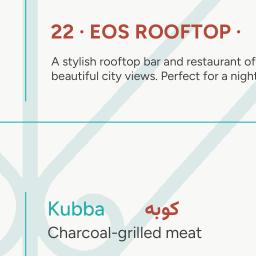 22 · EOS ROOFTOP ·
A stylish rooftop bar and restaurant of
beautiful city views. Perfect for a night
Kubba کوبە
Charcoal-grilled meat